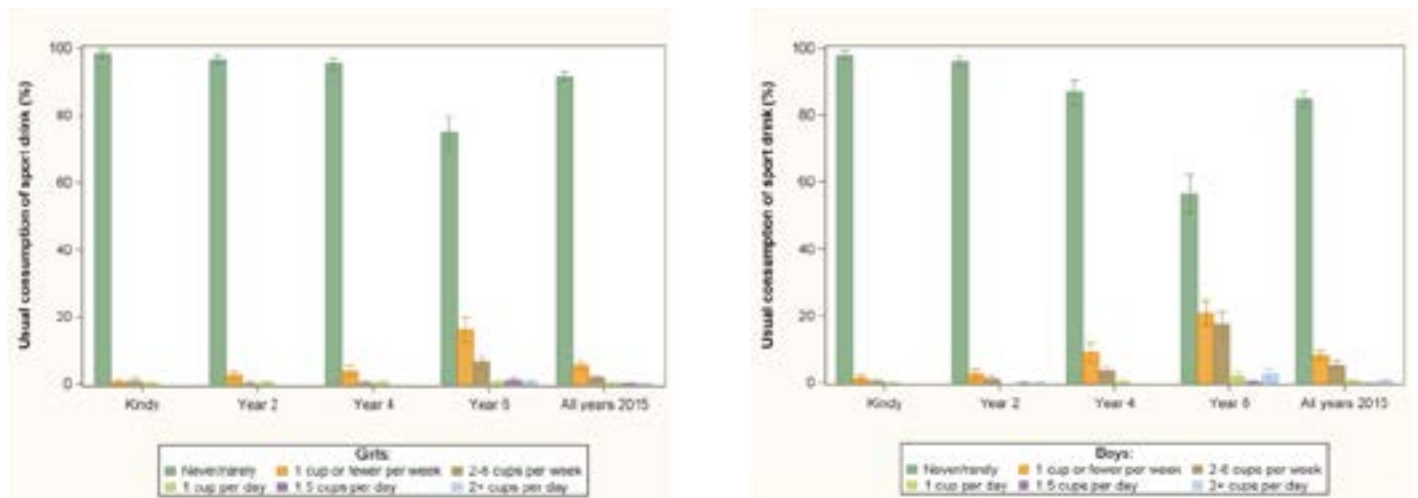 Usual consumption of sport drink (%)
100
80
60
40
20
0
Kindy
Year 2
Year 4
Year 6
All years 2015
Girls:
Never/rarely
1 cup or fewer per week
2-6 cups per week
1 cup per day
1.5 cups per day
2+ cups per day
Usual consumption of sport drink (%)
100
80
60
40
20
0
Kindy
Year 2
Year 4
Year 6
All years 2015
Boys:
Never/rarely
1 cup or fewer per week
2-6 cups per week
1 cup per day
1.5 cups per day
cups per day